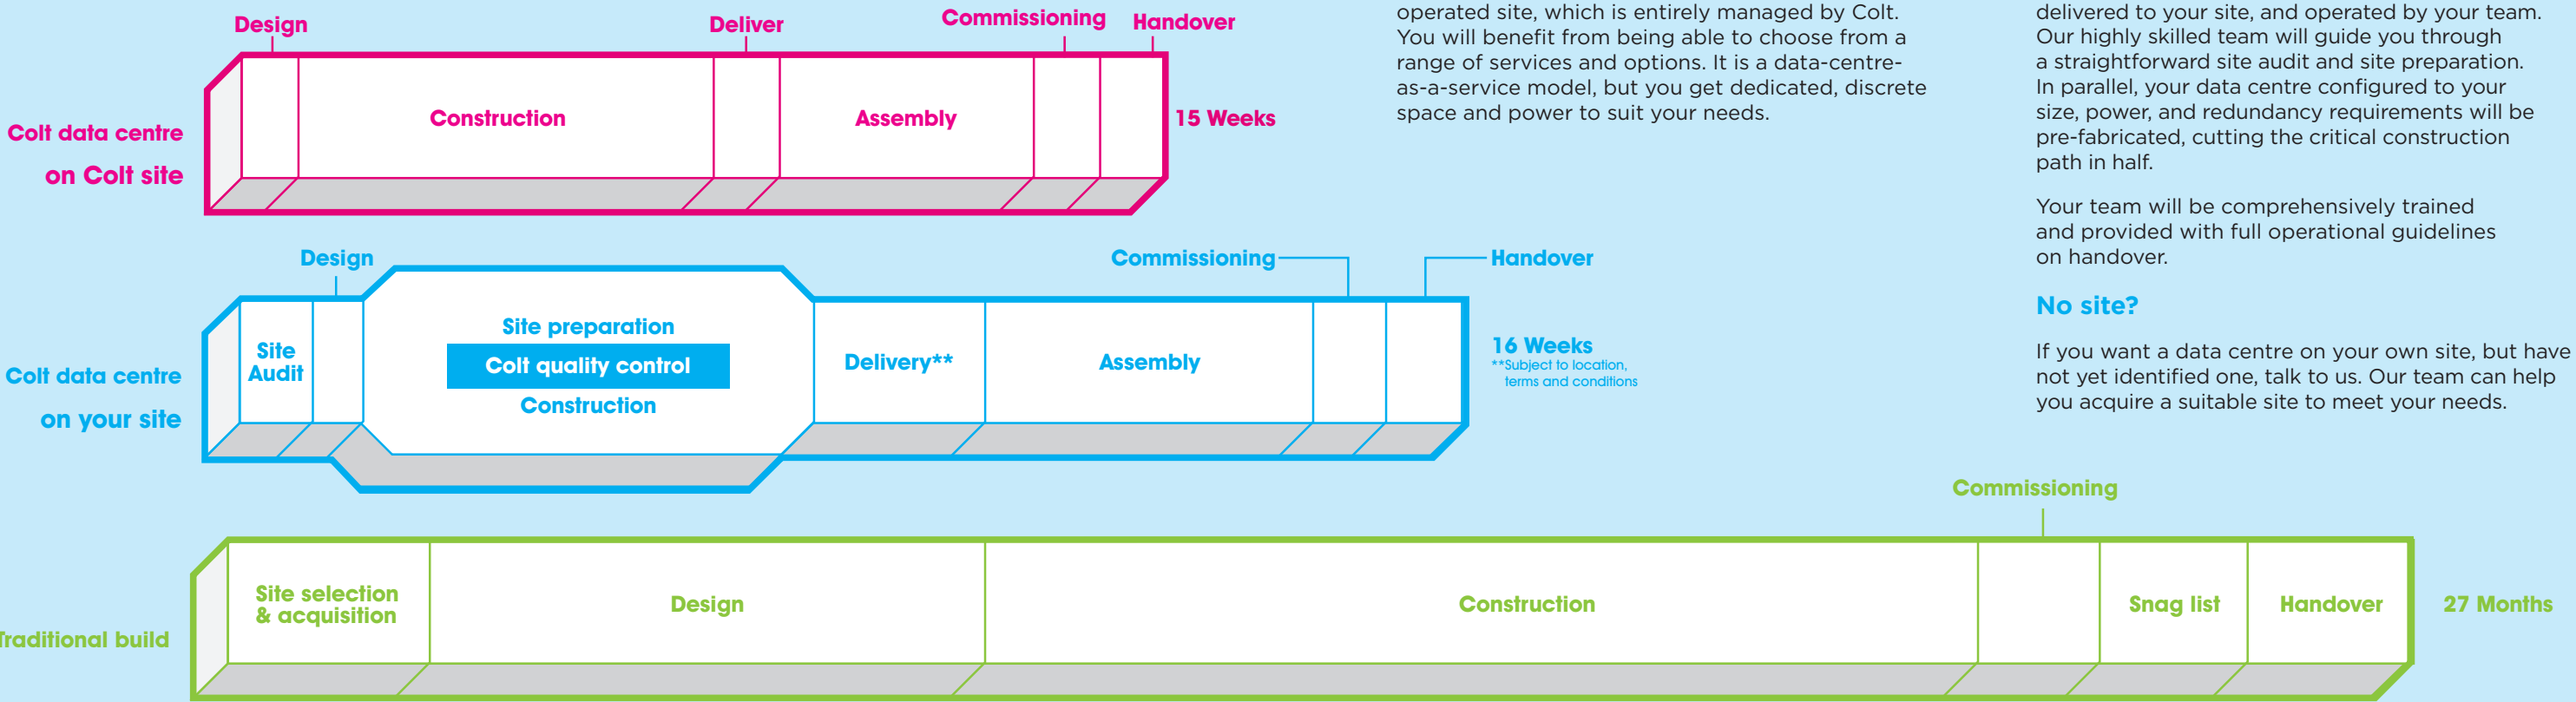 Design
Deliver
Commissioning
Handover
Colt data centre
on Colt site
Construction
Assembly
15 Weeks
operated site, which is entirely managed by Colt.
You will benefit from being able to choose from a
range of services and options. It is a data-centre-
as-a-service model, but you get dedicated, discrete
space and power to suit your needs.
delivered to your site, and operated by your team.
Our highly skilled team will guide you through
a straightforward site audit and site preparation.
In parallel, your data centre configured to your
size, power, and redundancy requirements will be
pre-fabricated, cutting the critical construction
path in half.
Your team will be comprehensively trained
and provided with full operational guidelines
on handover.
No site?
If you want a data centre on your own site, but have
not yet identified one, talk to us. Our team can help
you acquire a suitable site to meet your needs.
Design
Commissioning
Handover
Colt data centre
on your site
Site
Audit
Site preparation
Colt quality control
Construction
Delivery**
Assembly
16 Weeks
**Subject to location,
terms and conditions
Commissioning
Traditional build
Site selection
& acquisition
Design
Construction
Snag list
Handover
27 Months